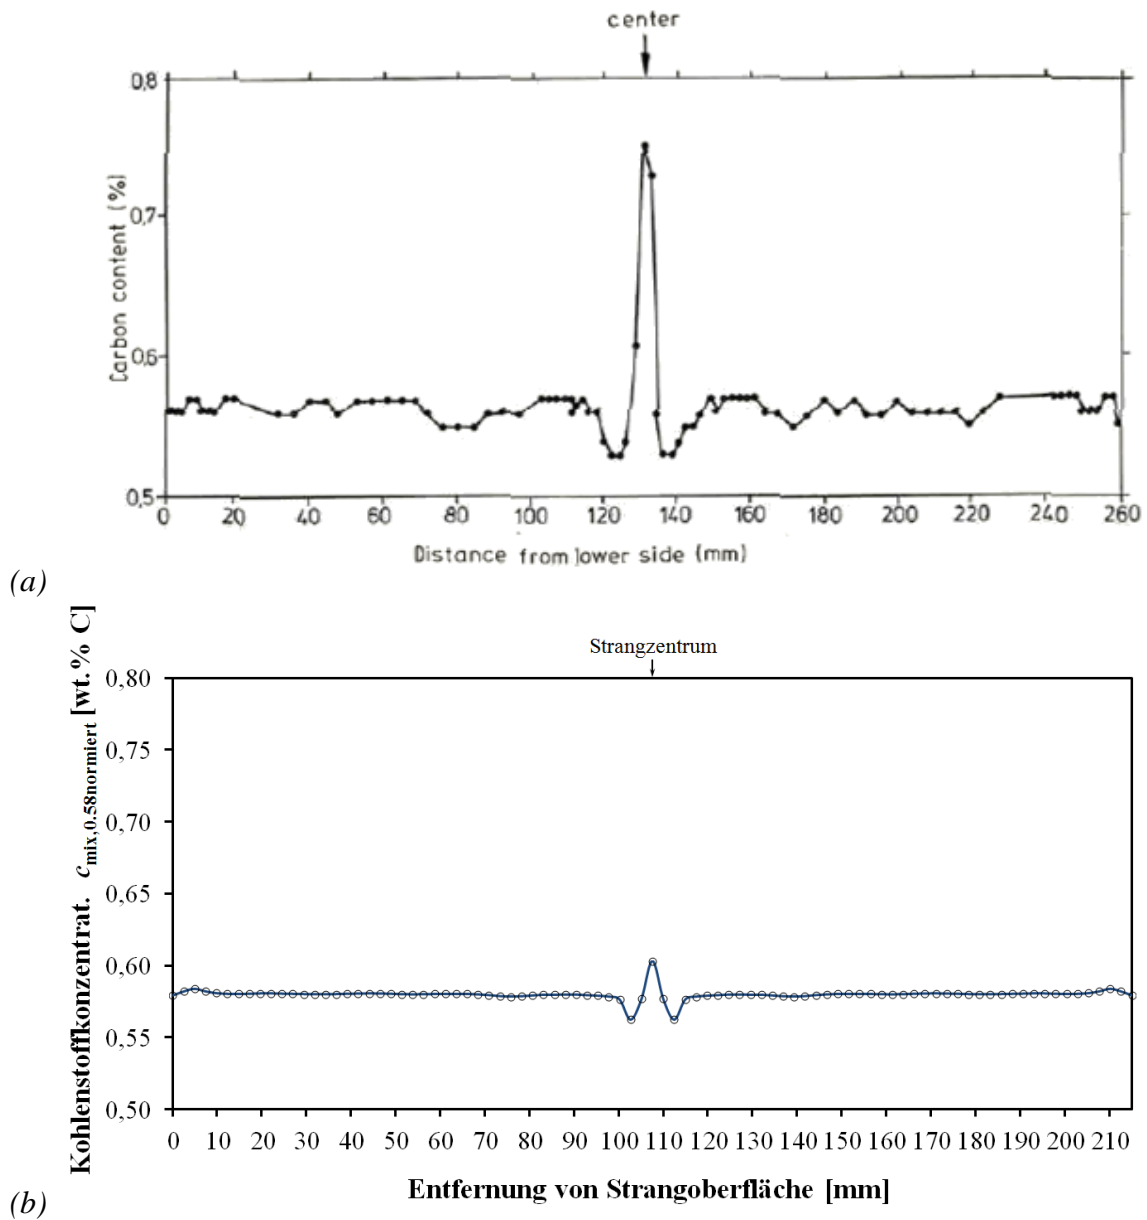 center
0,8
0,7
0,6
0,5
Carbon content (%)
0 20 40 60 80 100 120 140 160 180 200 220 240 260
Distance from lower side (mm)
(a)
Strangzentrum
Kohlenstoffkonzentrat. c mix,0.58normiert [wt.% C]
0,80
0,75
0,70
0,65
0,60
0,55
0,50
0 10 20 30 40 50 60 70 80 90 100 110 120 130 140 150 160 170 180 190 200 210
Entfernung von Strangoberfläche [mm]
(b)